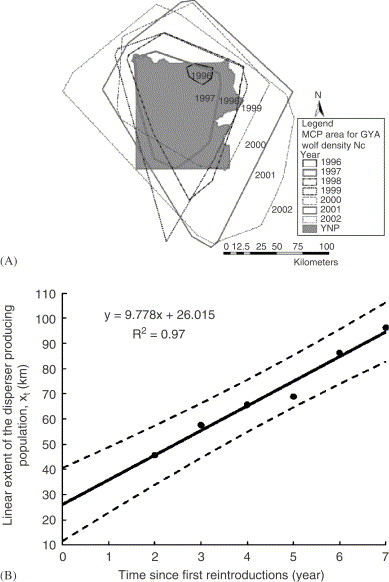 1996
1997
1998
1999
2000
2001
2002
N
Legend
MCP area for GYA
wolf density Nc
Year
1996
1997
1998
1999
2000
2001
2002
YNP
0 12.5 25 50 75 100
Kilometers
(A)
y = 9.778x + 26.015
R² = 0.97
Linear extent of the disperser producing
population, xt (km)
110
100
90
80
70
60
50
40
30
20
10
0 1 2 3 4 5 6 7
Time since first reintroductions (year)
(B)